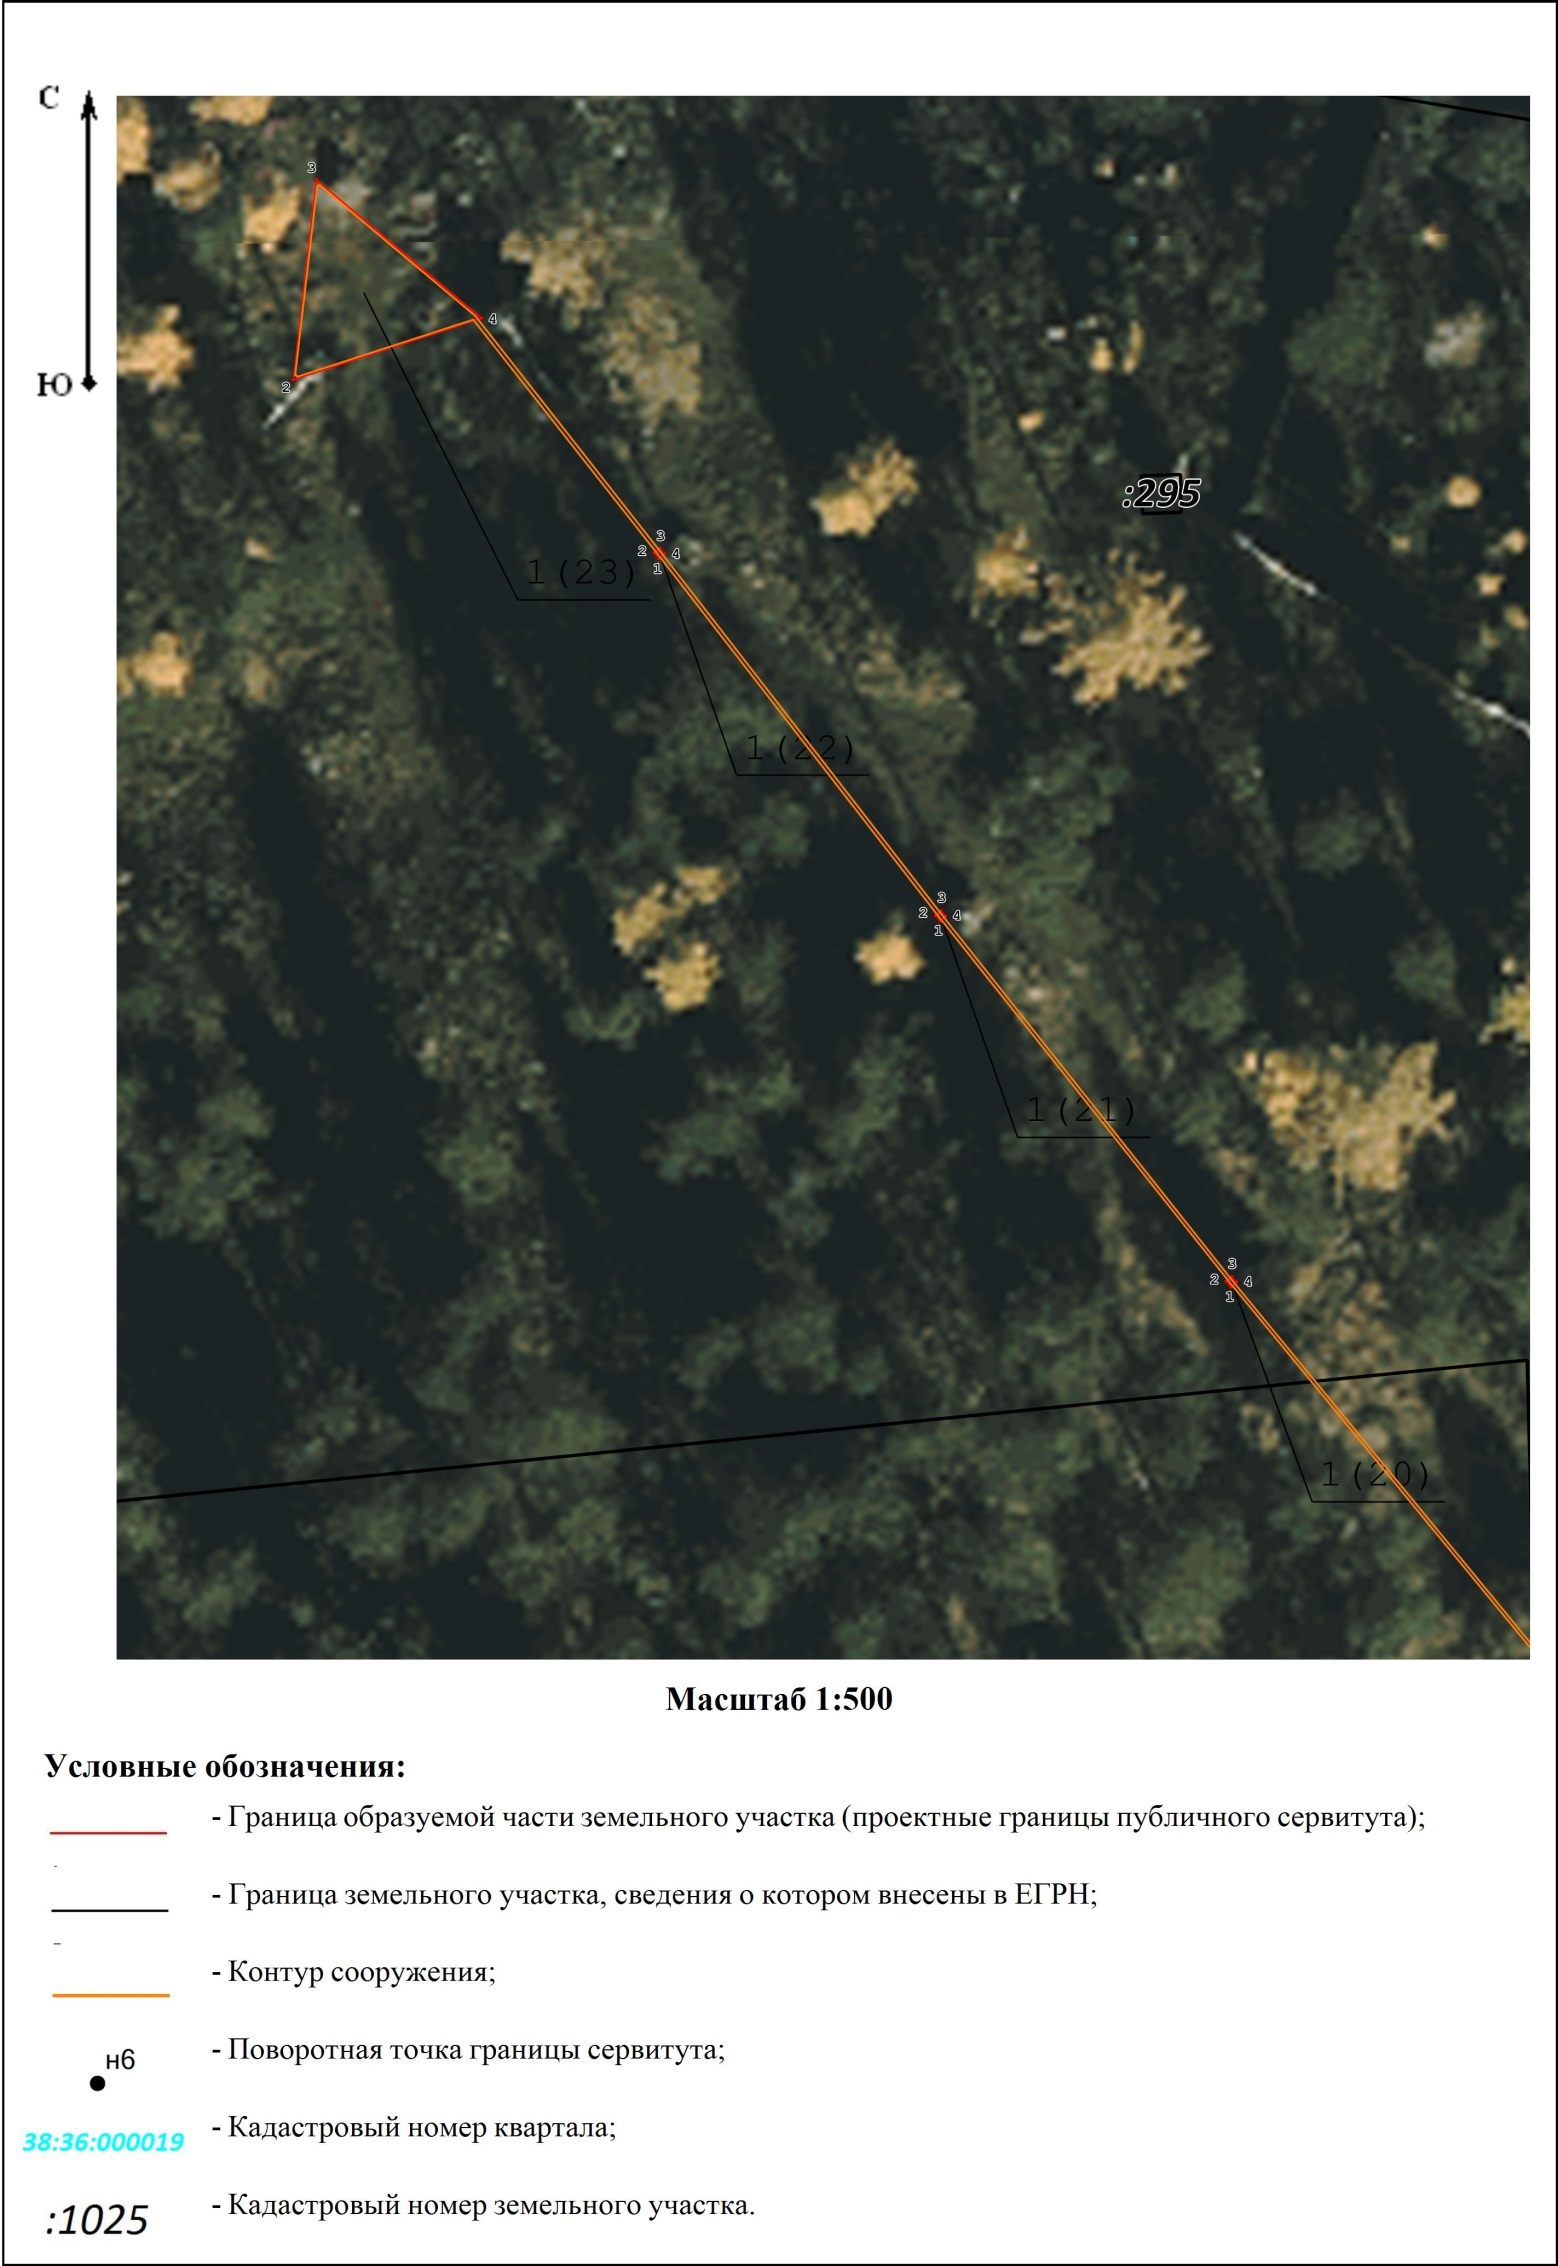 С
Ю
3
4
2
:295
3
2 4
1
1(23)
1(22)
3
2 4
1
1(21)
3
2 4
1
1(20)
Масштаб 1:500
Условные обозначения:
- Граница образуемой части земельного участка (проектные границы публичного сервитута);
- Граница земельного участка, сведения о котором внесены в ЕГРН;
- Контур сооружения;
н6
- Поворотная точка границы сервитута;
38:36:000019
- Кадастровый номер квартала;
:1025
- Кадастровый номер земельного участка.